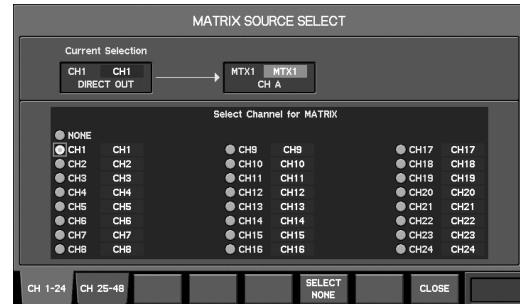 MATRIX SOURCE SELECT
Current Selection
CH1 CH1
DIRECT OUT
MTX1 MTX1
CH A
Select Channel for MATRIX
NONE
CH1 CH1 CH9 CH9 CH17 CH17
CH2 CH2 CH10 CH10 CH18 CH18
CH3 CH3 CH11 CH11 CH19 CH19
CH4 CH4 CH12 CH12 CH20 CH20
CH5 CH5 CH13 CH13 CH21 CH21
CH6 CH6 CH14 CH14 CH22 CH22
CH7 CH7 CH15 CH15 CH23 CH23
CH8 CH8 CH16 CH16 CH24 CH24
CH 1-24 CH 25-48 SELECT NONE CLOSE